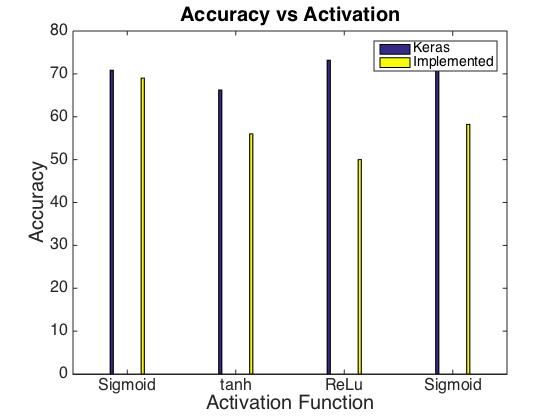 Accuracy vs Activation
Keras
Implemented
Accuracy
80
70
60
50
40
30
20
10
0
Sigmoid tanh ReLu Sigmoid
Activation Function